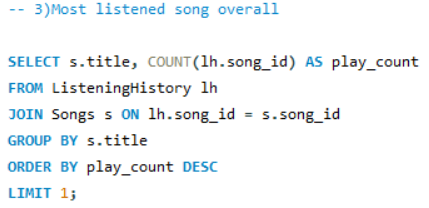 -- 3)Most listened song overall
SELECT s.title, COUNT(lh.song_id) AS play_count
FROM ListeningHistory lh
JOIN Songs s ON lh.song_id = s.song_id
GROUP BY s.title
ORDER BY play_count DESC
LIMIT 1;